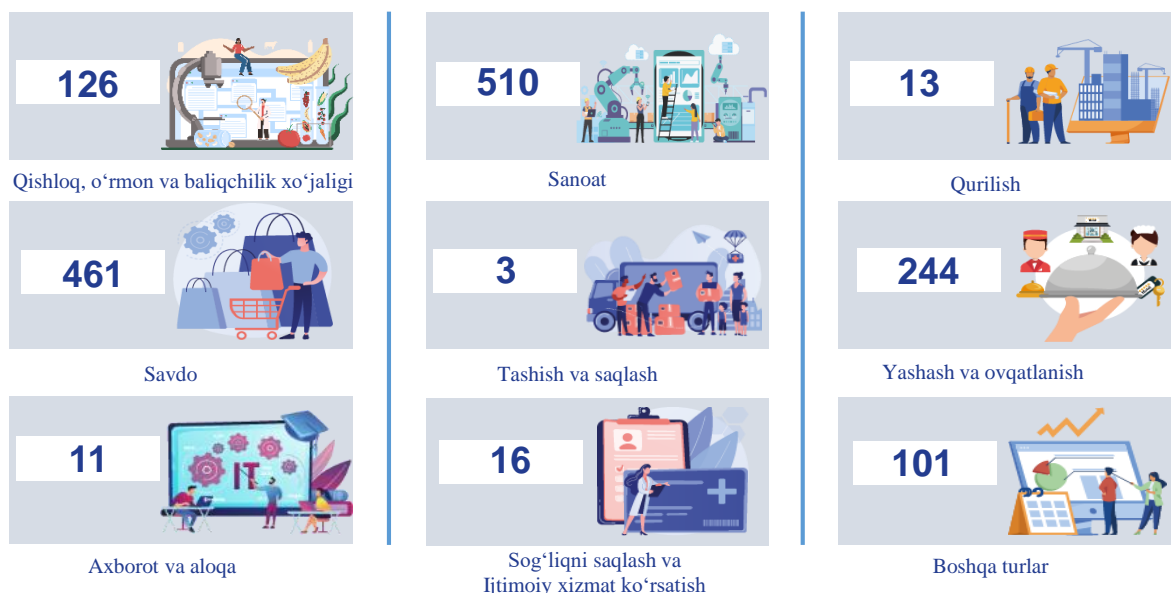 126
510
13
Qishloq, o‘rmon va baliqchilik xo‘jaligi
Sanoat
Qurilish
461
3
244
Savdo
Tashish va saqlash
Yashash va ovqatlanish
11
IT
16
101
Axborot va aloqa
Sog‘liqni saqlash va
Ijtimoiy xizmat ko‘rsatish
Boshqa turlar